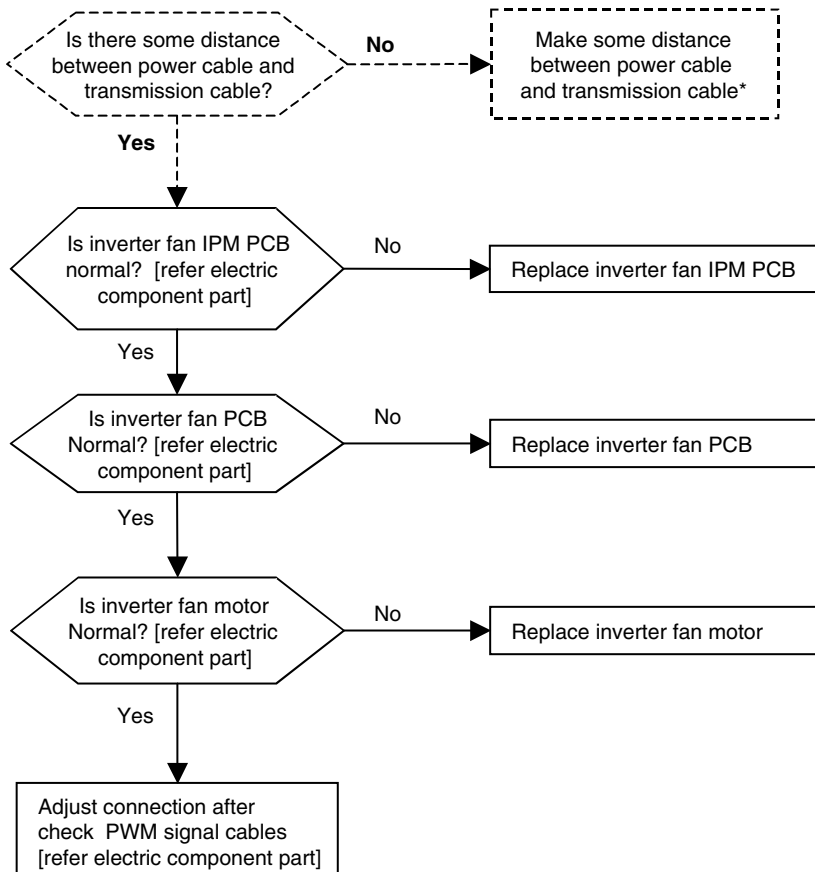 Is there some distance
between power cable and
transmission cable?
No
Make some distance
between power cable
and transmission cable*
Yes
Is inverter fan IPM PCB
normal? [refer electric
component part]
No
Replace inverter fan IPM PCB
Yes
Is inverter fan PCB
Normal? [refer electric
component part]
No
Replace inverter fan PCB
Yes
Is inverter fan motor
Normal? [refer electric
component part]
No
Replace inverter fan motor
Yes
Adjust connection after
check PWM signal cables
[refer electric component part]